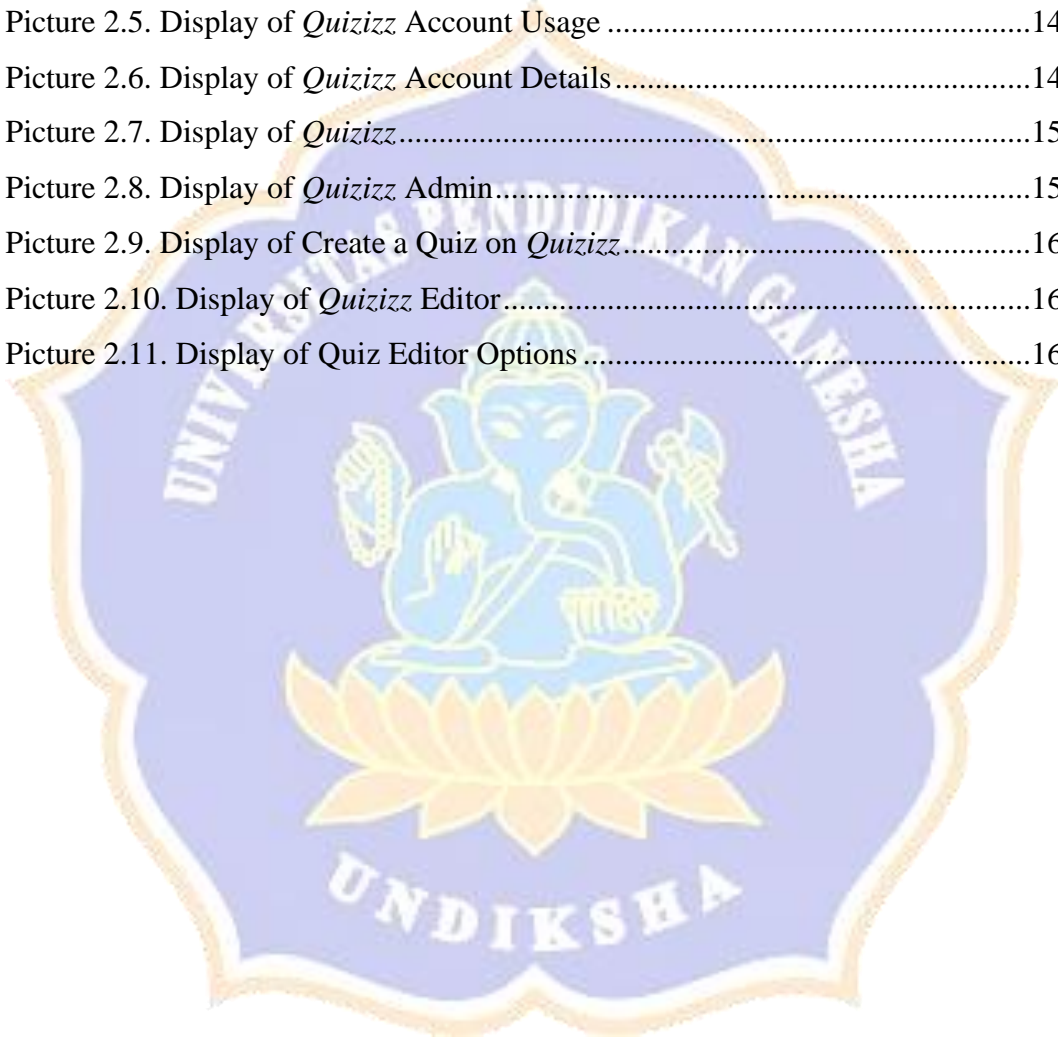 Picture 2.5. Display of Quizizz Account Usage ........................................................................14
Picture 2.6. Display of Quizizz Account Details ........................................................................14
Picture 2.7. Display of Quizizz ........................................................................15
Picture 2.8. Display of Quizizz Admin ........................................................................15
Picture 2.9. Display of Create a Quiz on Quizizz ........................................................................16
Picture 2.10. Display of Quizizz Editor ........................................................................16
Picture 2.11. Display of Quiz Editor Options ........................................................................16
UNIVERSITAS PENDIDIKAN GANESHA
UNDIKSHA